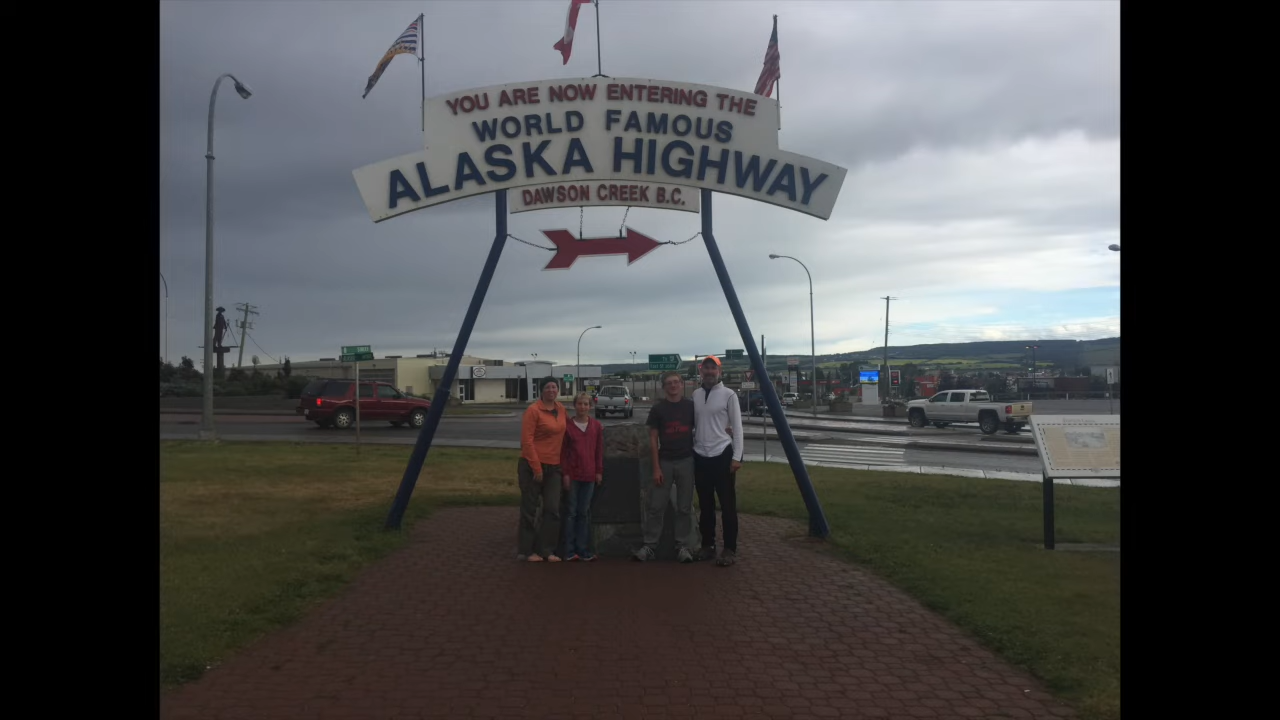 YOU ARE NOW ENTERING THE
WORLD FAMOUS
ALASKA HIGHWAY
DAWSON CREEK B.C.